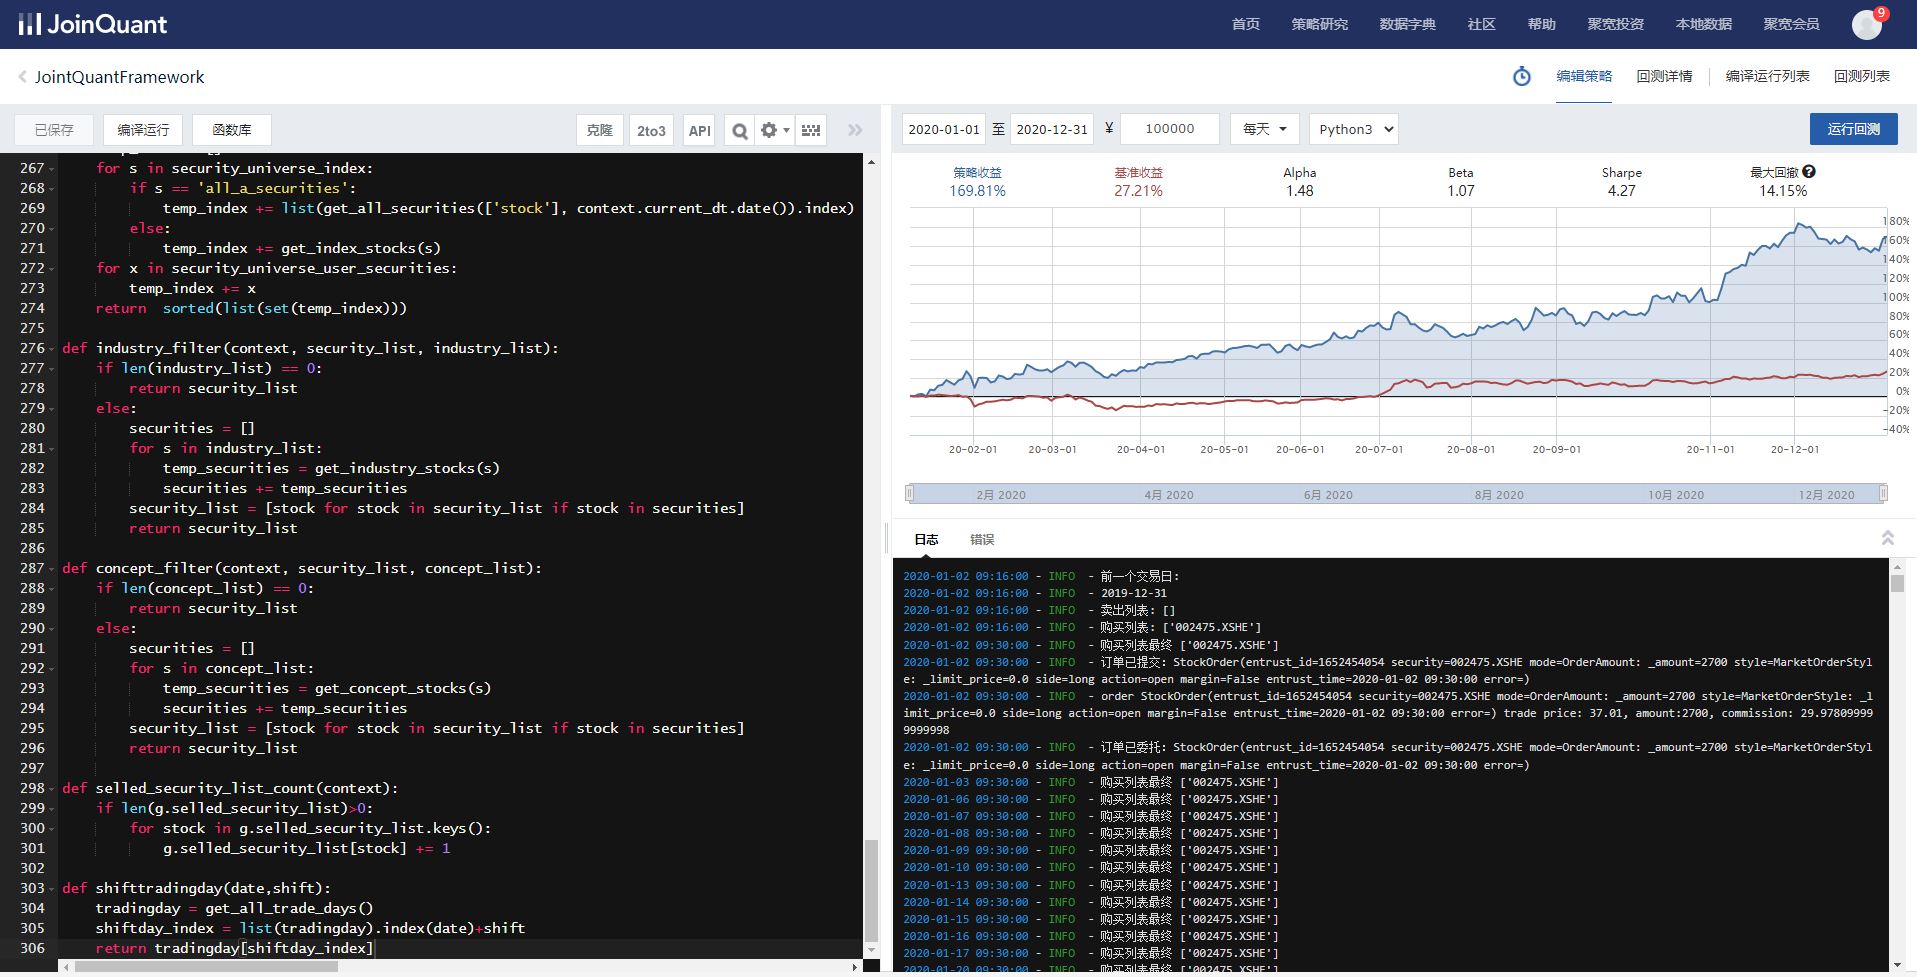 JoinQuant
首页 策略研究 数据字典 社区 帮助 聚宽投资 本地数据 聚宽会员 9
JointQuantFramework
编辑策略 回测详情 编译运行列表 回测列表
已保存 编译运行 函数库 克隆 2to3 API
2020-01-01 至 2020-12-31 ¥ 100000 每天 Python3 运行回测
267 for s in security_universe_index:
268 if s == 'all_a_securities':
269 temp_index += list(get_all_securities(['stock'], context.current_dt.date()).index)
270 else:
271 temp_index += get_index_stocks(s)
272 for x in security_universe_user_securities:
273 temp_index += x
274 return  sorted(list(set(temp_index)))
275
276 def industry_filter(context, security_list, industry_list):
277 if len(industry_list) == 0:
278 return security_list
279 else:
280 securities = []
281 for s in industry_list:
282 temp_securities = get_industry_stocks(s)
283 securities += temp_securities
284 security_list = [stock for stock in security_list if stock in securities]
285 return security_list
286
287 def concept_filter(context, security_list, concept_list):
288 if len(concept_list) == 0:
289 return security_list
290 else:
291 securities = []
292 for s in concept_list:
293 temp_securities = get_concept_stocks(s)
294 securities += temp_securities
295 security_list = [stock for stock in security_list if stock in securities]
296 return security_list
297
298 def selled_security_list_count(context):
299 if len(g.selled_security_list)>0:
300 for stock in g.selled_security_list.keys():
301 g.selled_security_list[stock] += 1
302
303 def shifttradingday(date,shift):
304 tradingday = get_all_trade_days()
305 shiftday_index = list(tradingday).index(date)+shift
306 return tradingday[shiftday_index]
策略收益 基准收益 Alpha Beta Sharpe 最大回撤
169.81% 27.21% 1.48 1.07 4.27 14.15%
180%
160%
140%
120%
100%
80%
60%
40%
20%
0%
-20%
-40%
20-02-01 20-03-01 20-04-01 20-05-01 20-06-01 20-07-01 20-08-01 20-09-01 20-11-01 20-12-01
2月 2020 4月 2020 6月 2020 8月 2020 10月 2020 12月 2020
日志 错误
2020-01-02 09:16:00 - INFO - 前一个交易日:
2020-01-02 09:16:00 - INFO - 2019-12-31
2020-01-02 09:16:00 - INFO - 卖出列表: []
2020-01-02 09:16:00 - INFO - 购买列表: ['002475.XSHE']
2020-01-02 09:30:00 - INFO - 购买列表最终 ['002475.XSHE']
2020-01-02 09:30:00 - INFO - 订单已提交: StockOrder(entrust_id=1652454054 security=002475.XSHE mode=OrderAmount: _amount=2700 style=MarketOrderStyl
e: _limit_price=0.0 side=long action=open margin=False entrust_time=2020-01-02 09:30:00 error=)
2020-01-02 09:30:00 - INFO - order StockOrder(entrust_id=1652454054 security=002475.XSHE mode=OrderAmount: _amount=2700 style=MarketOrderStyle: _l
imit_price=0.0 side=long action=open margin=False entrust_time=2020-01-02 09:30:00 error=) trade price: 37.01, amount:2700, commission: 29.97809999
9999998
2020-01-02 09:30:00 - INFO - 订单已委托: StockOrder(entrust_id=1652454054 security=002475.XSHE mode=OrderAmount: _amount=2700 style=MarketOrderStyl
e: _limit_price=0.0 side=long action=open margin=False entrust_time=2020-01-02 09:30:00 error=)
2020-01-03 09:30:00 - INFO - 购买列表最终 ['002475.XSHE']
2020-01-06 09:30:00 - INFO - 购买列表最终 ['002475.XSHE']
2020-01-07 09:30:00 - INFO - 购买列表最终 ['002475.XSHE']
2020-01-08 09:30:00 - INFO - 购买列表最终 ['002475.XSHE']
2020-01-09 09:30:00 - INFO - 购买列表最终 ['002475.XSHE']
2020-01-10 09:30:00 - INFO - 购买列表最终 ['002475.XSHE']
2020-01-13 09:30:00 - INFO - 购买列表最终 ['002475.XSHE']
2020-01-14 09:30:00 - INFO - 购买列表最终 ['002475.XSHE']
2020-01-15 09:30:00 - INFO - 购买列表最终 ['002475.XSHE']
2020-01-16 09:30:00 - INFO - 购买列表最终 ['002475.XSHE']
2020-01-17 09:30:00 - INFO - 购买列表最终 ['002475.XSHE']
2020-01-20 09:30:00 - INFO - 购买列表最终 ['002475.XSHE']